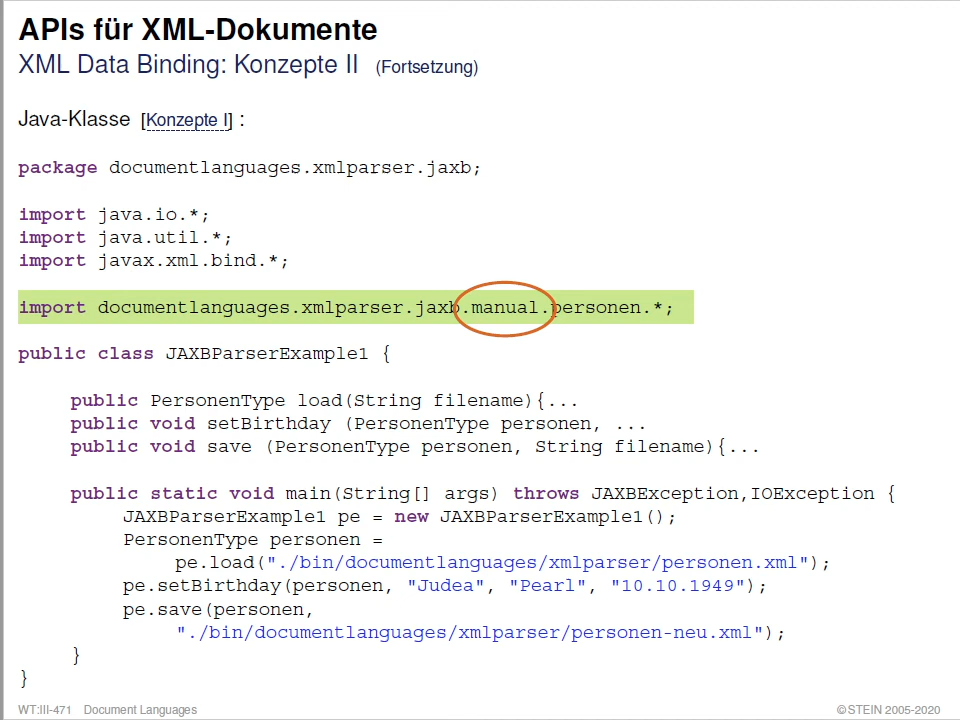 APIs für XML-Dokumente
XML Data Binding: Konzepte II (Fortsetzung)
Java-Klasse [Konzepte I] :
package documentlanguages.xmlparser.jaxb;
import java.io.*;
import java.util.*;
import javax.xml.bind.*;
import documentlanguages.xmlparser.jaxb.manual.personen.*;
public class JAXBParserExample1 {
public PersonenType load(String filename){...
public void setBirthday (PersonenType personen, ...
public void save (PersonenType personen, String filename){...
public static void main(String[] args) throws JAXBException,IOException {
JAXBParserExample1 pe = new JAXBParserExample1();
PersonenType personen =
pe.load("./bin/documentlanguages/xmlparser/personen.xml");
pe.setBirthday(personen, "Judea", "Pearl", "10.10.1949");
pe.save(personen,
"./bin/documentlanguages/xmlparser/personen-neu.xml");
}
}
WT:III-471 Document Languages ©STEIN 2005-2020